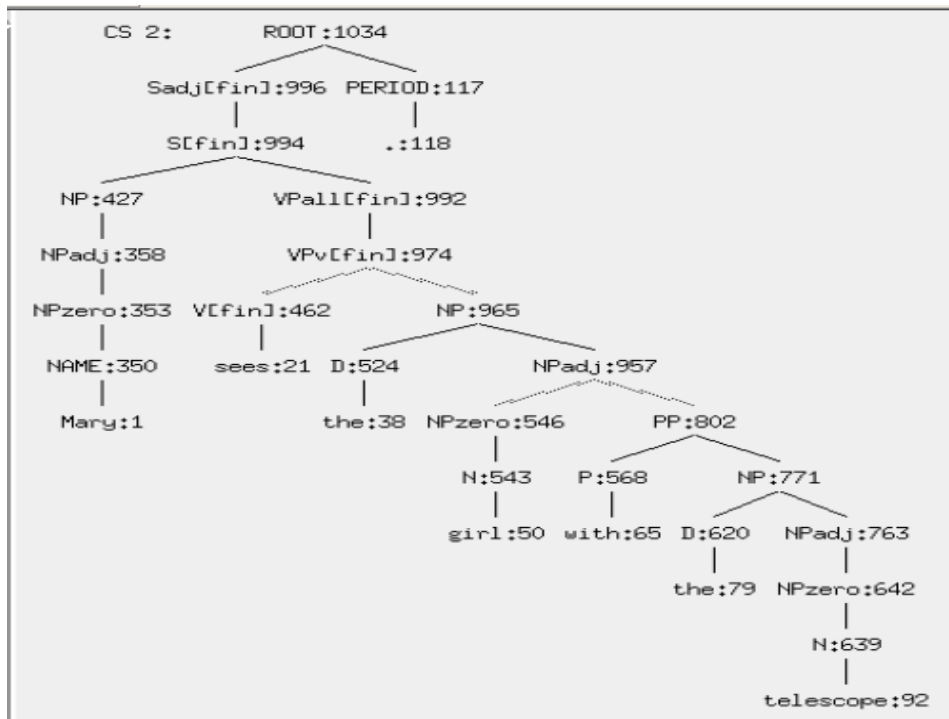 CS 2: ROOT:1034
Sadj[fin]:996 PERIOD:117
S[fin]:994 .:118
NP:427 VPall[fin]:992
NPadj:358 VPv[fin]:974
NPzero:353 V[fin]:462 NP:965
NAME:350 sees:21 D:524 NPadj:957
Mary:1 the:38 NPzero:546 PP:802
N:543 P:568 NP:771
girl:50 with:65 D:620 NPadj:763
the:79 NPzero:642
N:639
telescope:92